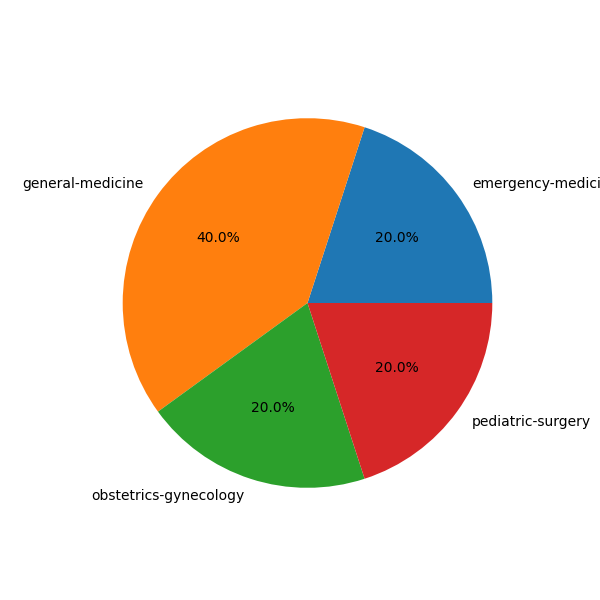 general-medicine
emergency-medici
40.0%
20.0%
20.0%
20.0%
pediatric-surgery
obstetrics-gynecology